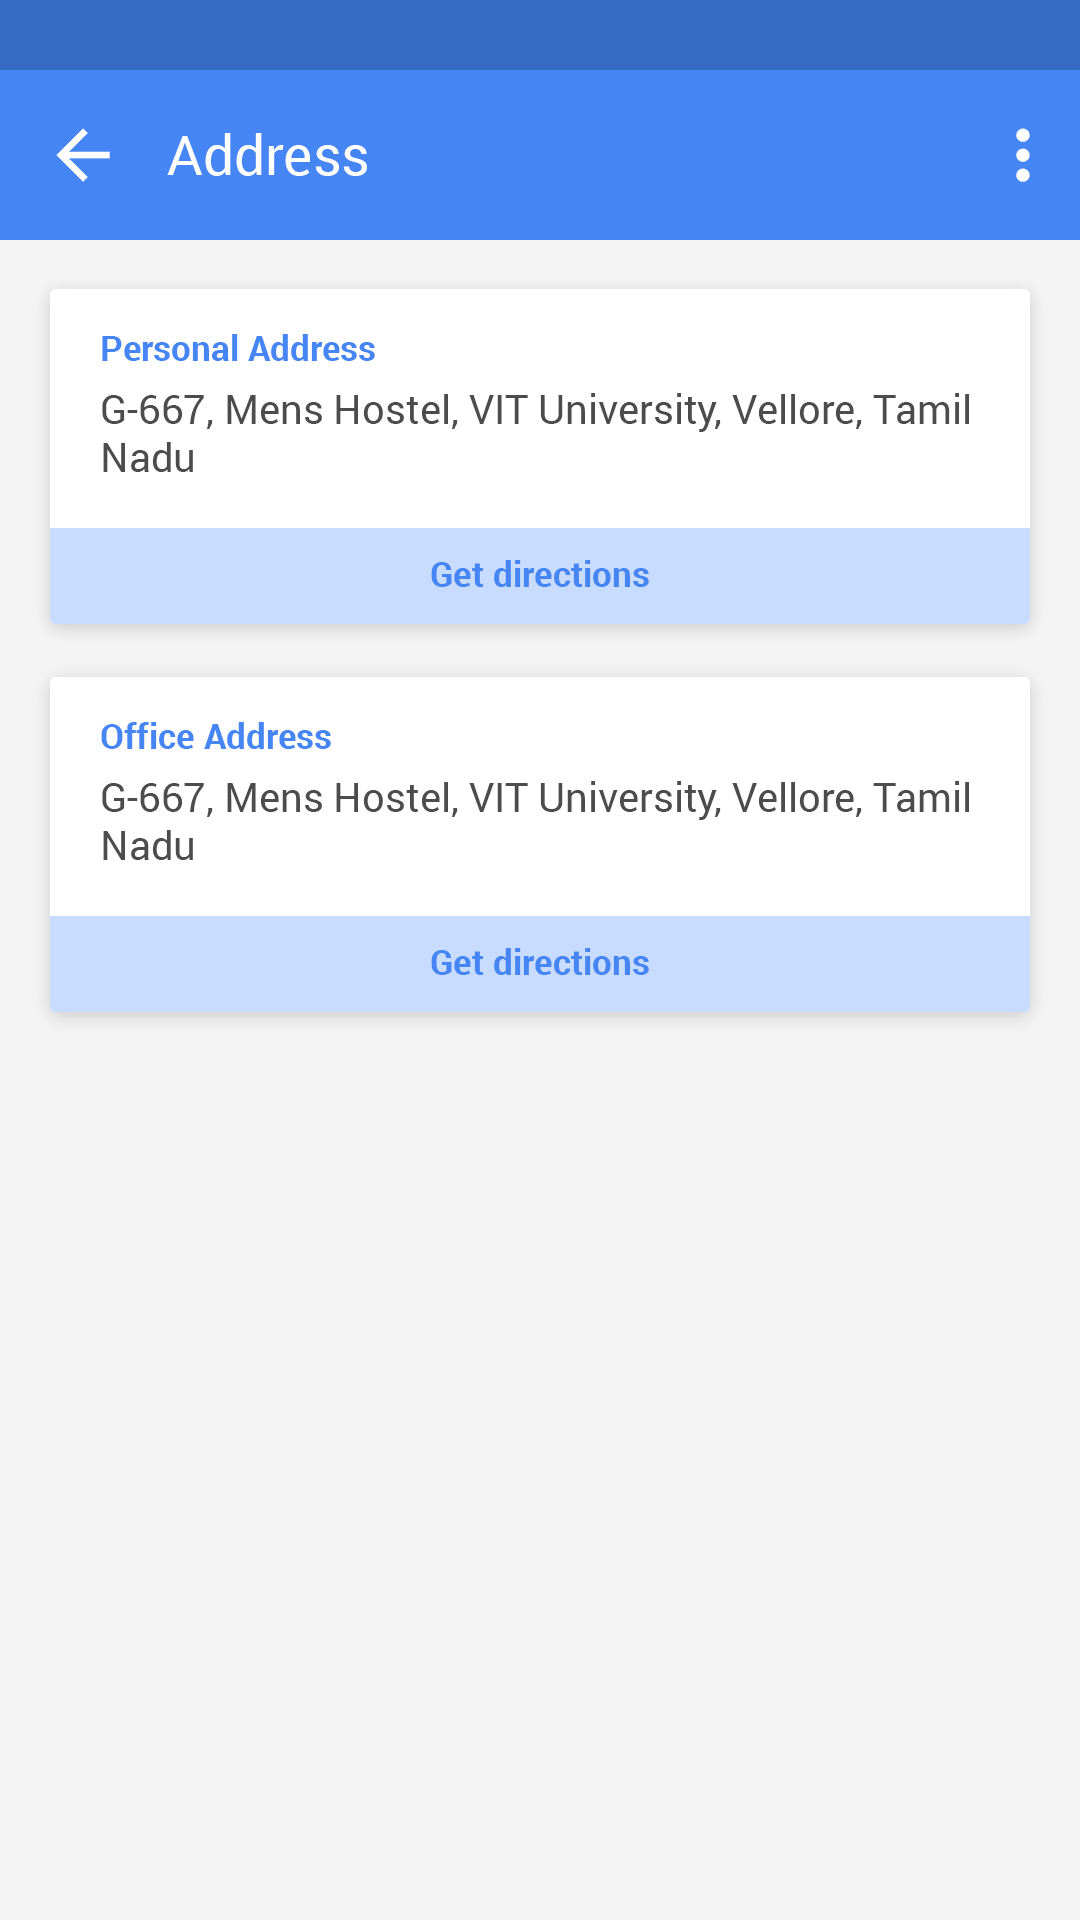 Address
Personal Address
G-667, Mens Hostel, VIT University, Vellore, Tamil
Nadu
Get directions
Office Address
G-667, Mens Hostel, VIT University, Vellore, Tamil
Nadu
Get directions